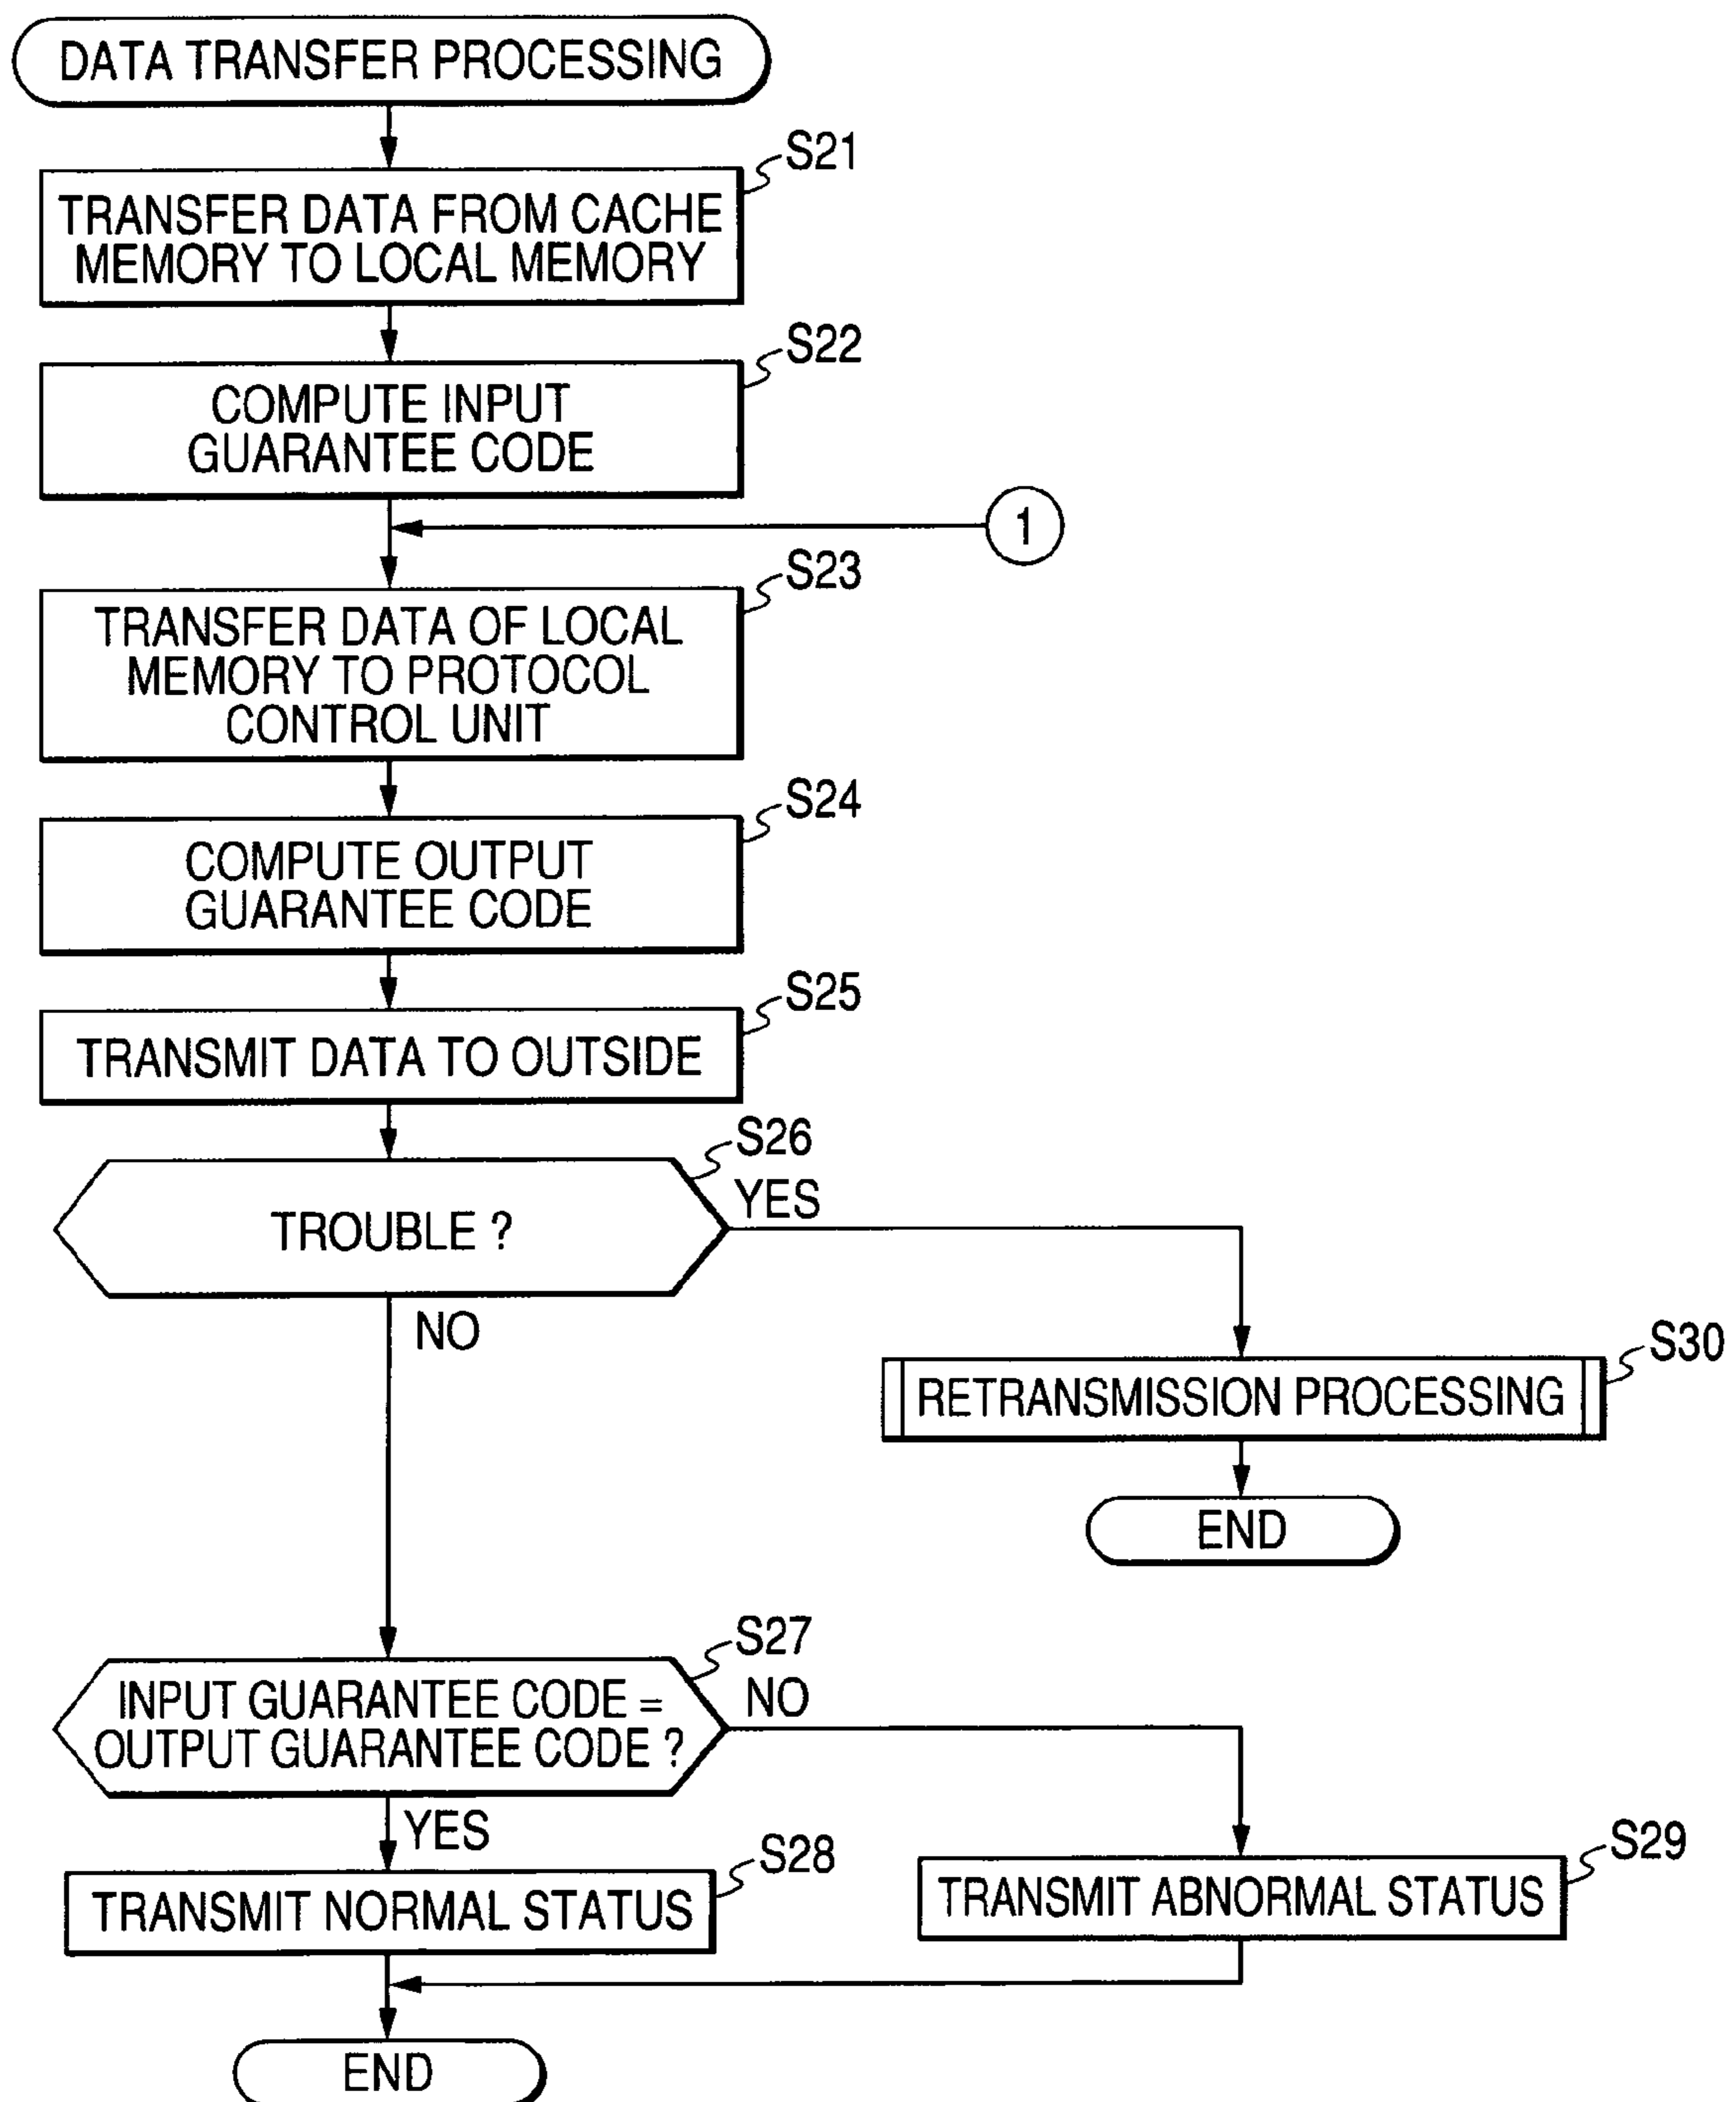 DATA TRANSFER PROCESSING
S21
TRANSFER DATA FROM CACHE
MEMORY TO LOCAL MEMORY
S22
COMPUTE INPUT
GUARANTEE CODE
1
S23
TRANSFER DATA OF LOCAL
MEMORY TO PROTOCOL
CONTROL UNIT
S24
COMPUTE OUTPUT
GUARANTEE CODE
S25
TRANSMIT DATA TO OUTSIDE
S26
TROUBLE ?
YES
NO
S30
RETRANSMISSION PROCESSING
END
S27
INPUT GUARANTEE CODE =
OUTPUT GUARANTEE CODE ?
NO
YES
S28
TRANSMIT NORMAL STATUS
S29
TRANSMIT ABNORMAL STATUS
END